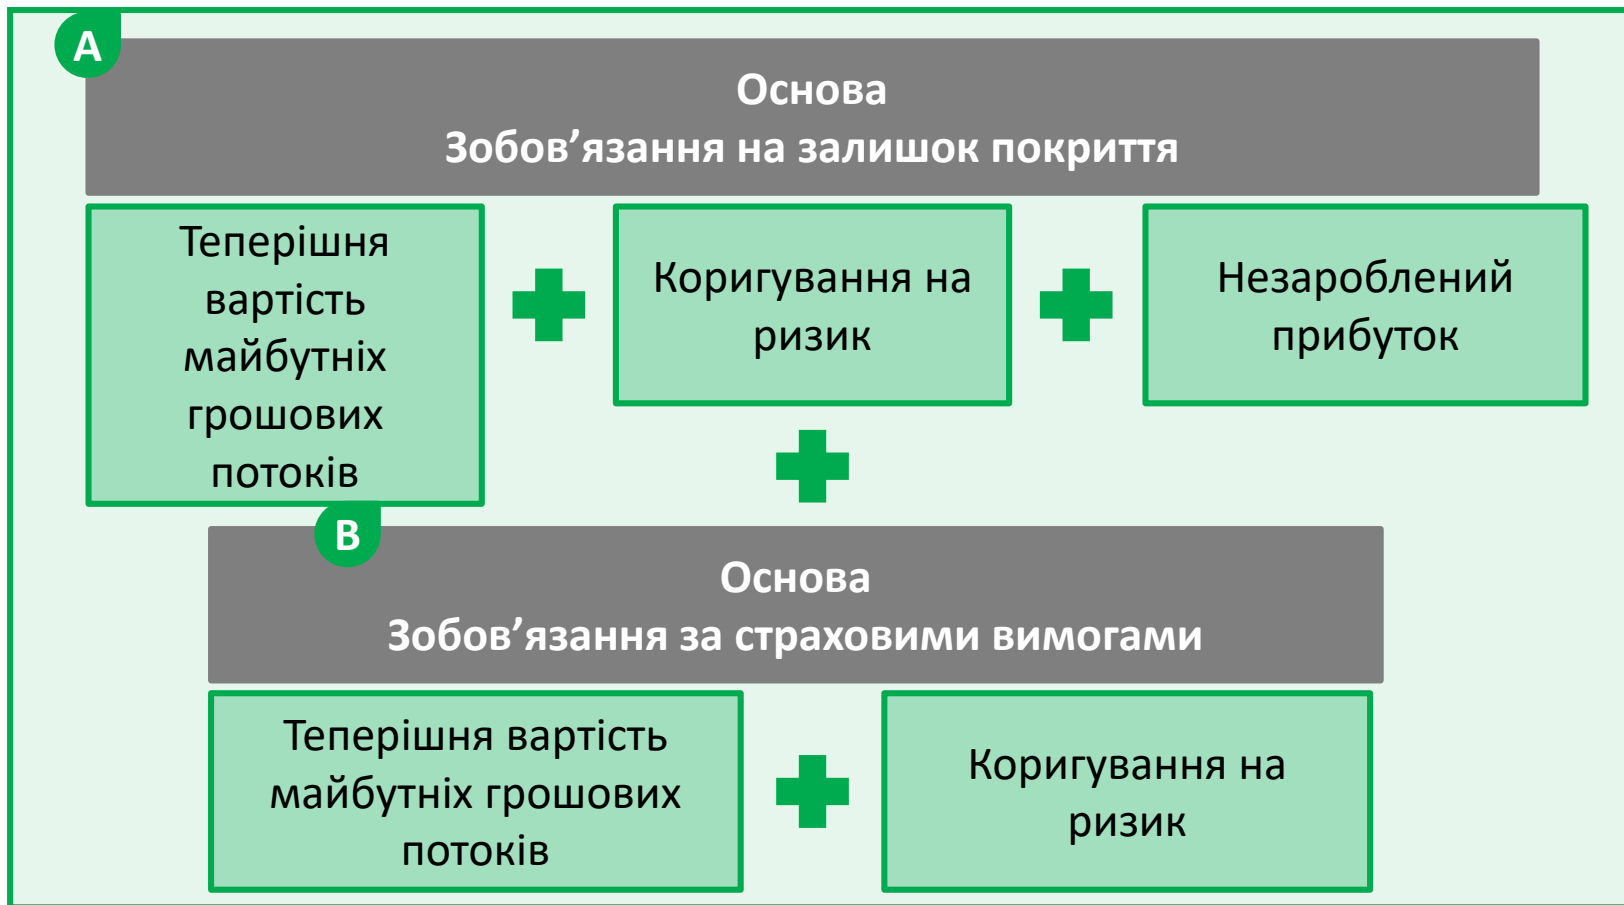 A
Основа
Зобов’язання на залишок покриття
Теперішня
вартість
майбутніх
грошових
потоків
Коригування на
ризик
Незароблений
прибуток
B
Основа
Зобов’язання за страховими вимогами
Теперішня вартість
майбутніх грошових
потоків
Коригування на
ризик